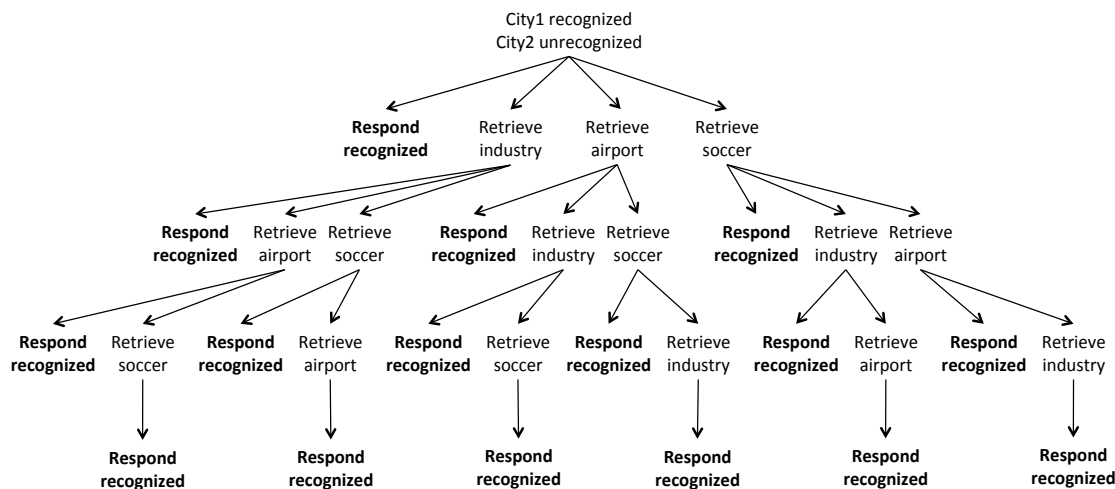 City1 recognized
City2 unrecognized
Respond recognized
Retrieve industry
Retrieve airport
Retrieve soccer
Respond recognized
Retrieve airport
Retrieve soccer
Respond recognized
Retrieve industry
Retrieve soccer
Respond recognized
Retrieve industry
Retrieve airport
Respond recognized
Retrieve soccer
Respond recognized
Retrieve airport
Respond recognized
Retrieve soccer
Respond recognized
Retrieve industry
Respond recognized
Retrieve airport
Respond recognized
Retrieve industry
Respond recognized
Respond recognized
Respond recognized
Respond recognized
Respond recognized
Respond recognized